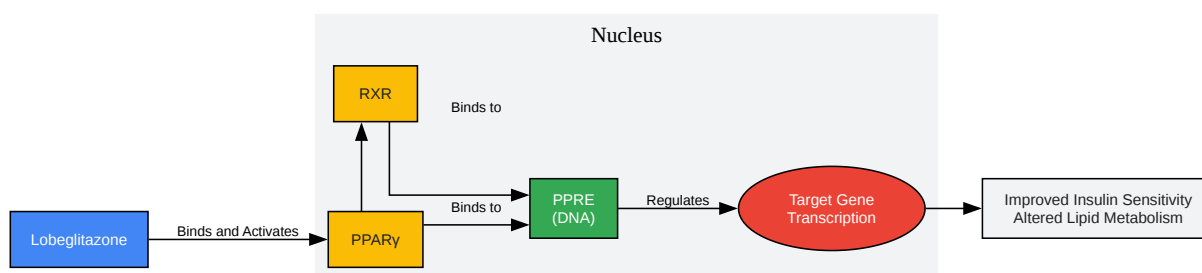 Nucleus
RXR
Binds to
Lobeglitazone
Binds and Activates
PPARγ
Binds to
PPRE
(DNA)
Regulates
Target Gene
Transcription
Improved Insulin Sensitivity
Altered Lipid Metabolism